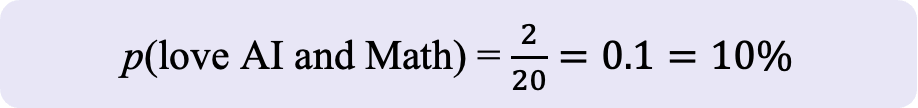 p(love AI and Math) = 2/20 = 0.1 = 10%